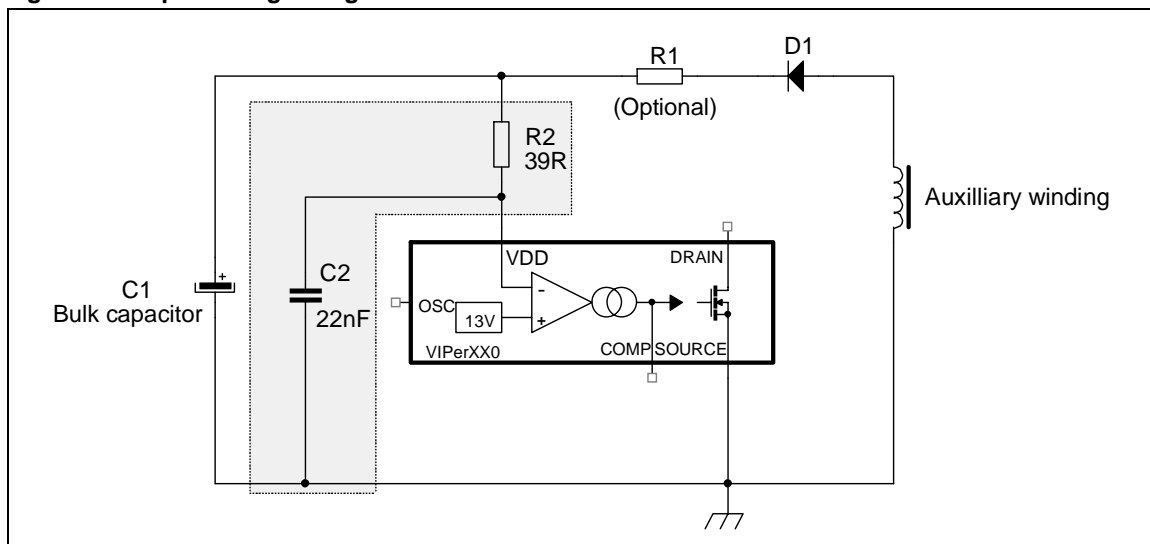 D1
R1
(Optional)
R2
39R
Auxilliary winding
VDD
DRAIN
C2
22nF
C1
Bulk capacitor
+
OSC
13V
-
+
COMP SOURCE
VIPerXX0